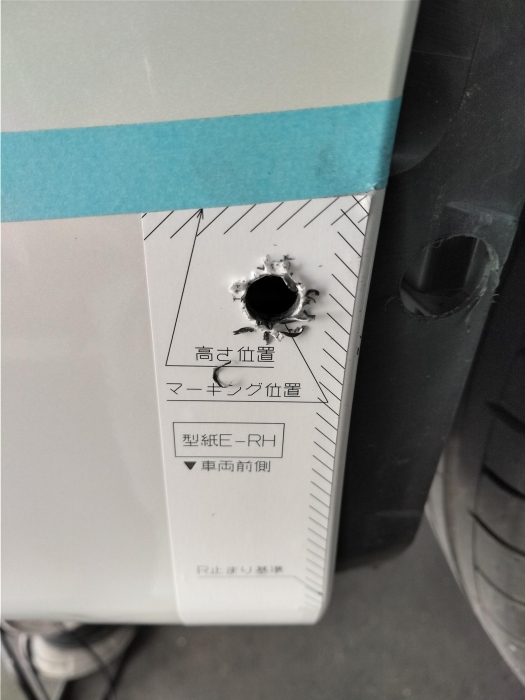 高さ位置
マーキング位置
型紙E-RH
▼車両前側
R止まり基準